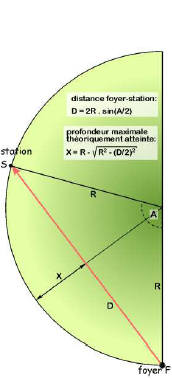 distance foyer-station:
D = 2R . sin(A/2)
profondeur maximale
théoriquement atteinte:
X = R - √R² - (D/2)²
station
S
R
A
X
R
D
foyer F